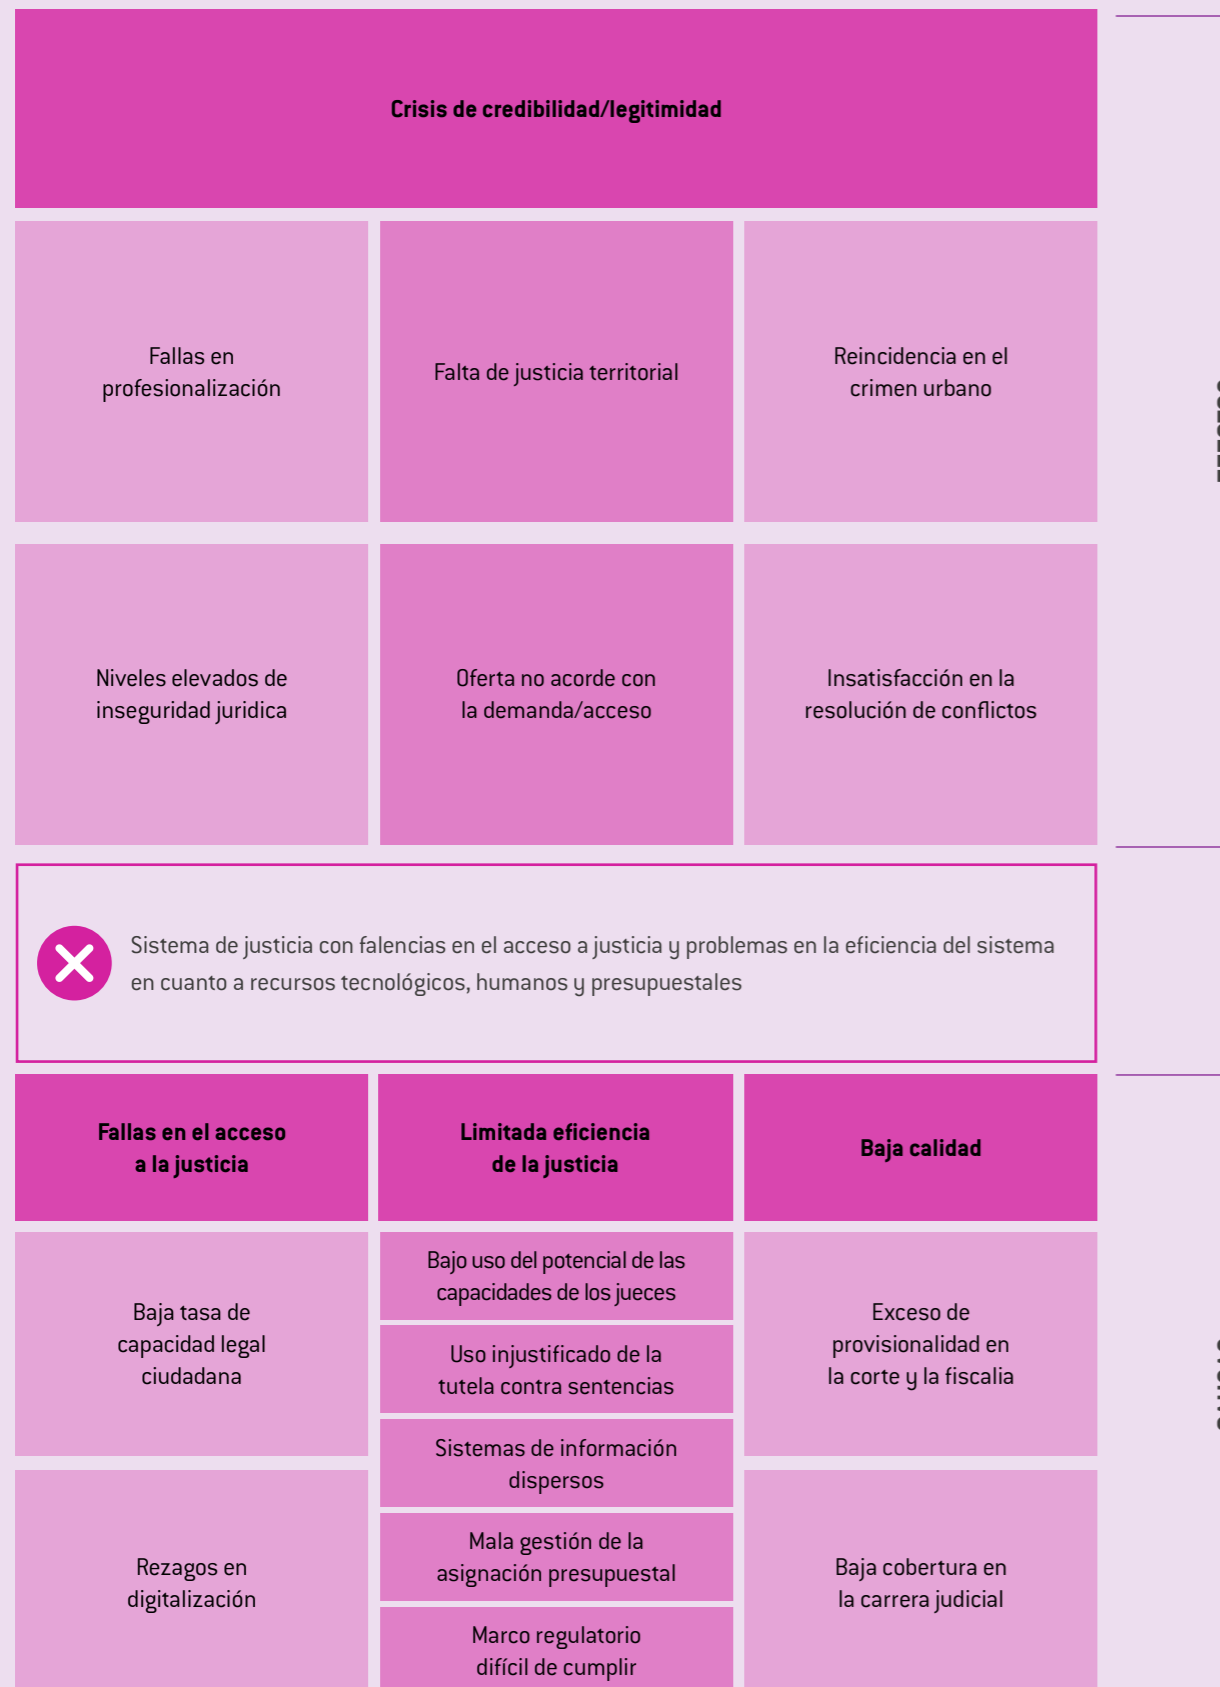 Crisis de credibilidad/legitimidad
Fallas en
profesionalización
Falta de justicia territorial
Reincidencia en el
crimen urbano
Niveles elevados de
inseguridad juridica
Oferta no acorde con
la demanda/acceso
Insatisfacción en la
resolución de conflictos
Sistema de justicia con falencias en el acceso a justicia y problemas en la eficiencia del sistema
en cuanto a recursos tecnológicos, humanos y presupuestales
Fallas en el acceso
a la justicia
Limitada eficiencia
de la justicia
Baja calidad
Baja tasa de
capacidad legal
ciudadana
Rezagos en
digitalización
Bajo uso del potencial de las
capacidades de los jueces
Uso injustificado de la
tutela contra sentencias
Sistemas de información
dispersos
Mala gestión de la
asignación presupuestal
Marco regulatorio
difícil de cumplir
Exceso de
provisionalidad en
la corte y la fiscalia
Baja cobertura en
la carrera judicial